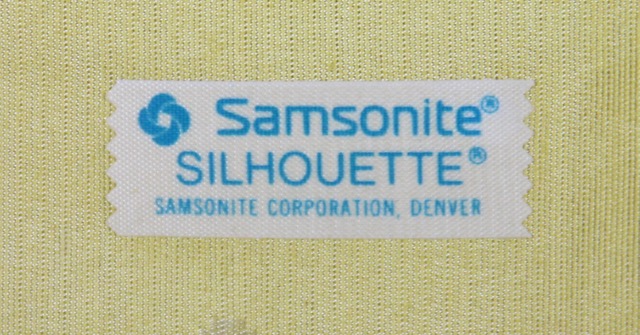 Samsonite®
SILHOUETTE®
SAMSONITE CORPORATION, DENVER